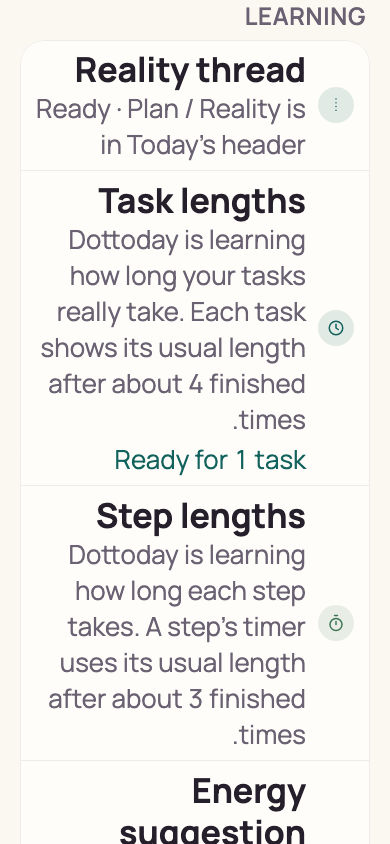 LEARNING
Reality thread
Ready · Plan / Reality is
in Today's header
Task lengths
Dottoday is learning
how long your tasks
really take. Each task
shows its usual length
after about 4 finished
.times
Ready for 1 task
Step lengths
Dottoday is learning
how long each step
takes. A step's timer
uses its usual length
after about 3 finished
.times
Energy
suggestion